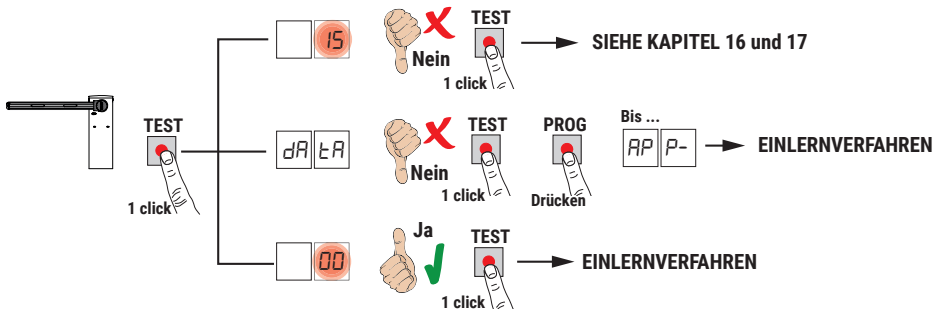 TEST
1 click
15
Nein
TEST
1 click
SIEHE KAPITEL 16 und 17
dA tA
Nein
TEST
1 click
PROG
Drücken
Bis ...
AP P-
EINLERNVERFAHREN
00
Ja
TEST
1 click
EINLERNVERFAHREN